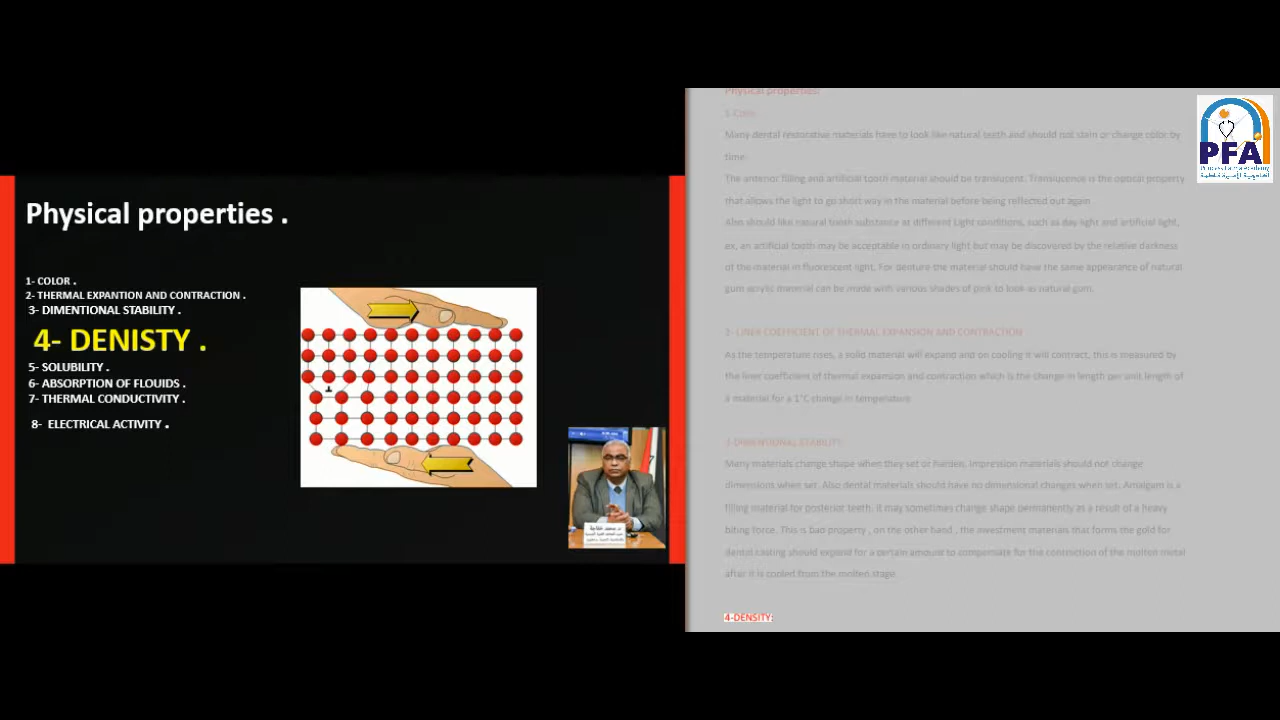 Physical properties .
1- COLOR .
2- THERMAL EXPANTION AND CONTRACTION .
3- DIMENTIONAL STABILITY .
4- DENISTY .
5- SOLUBILITY .
6- ABSORPTION OF FLOUIDS .
7- THERMAL CONDUCTIVITY .
8- ELECTRICAL ACTIVITY .
Physical properties:
Many dental restorative materials have to look like natural teeth and should not stain or change color by
time.
The anterior filling and artificial tooth material should be translucent. Translucence is the optical property
that allows the light to go short way in the material before being reflected out again.
Also should like natural tooth substance at different Light conditions, such as day light and artificial light,
ex, an artificial tooth may be acceptable in ordinary light but may be discovered by the relative darkness
of the material in fluorescent light. For denture the material should have the same appearance of natural
gum acrylic material can be made with various shades of pink to look as natural gum.
2- LINER COEFFICIENT OF THERMAL EXPANSION AND CONTRACTION
As the temperature rises, a solid material will expand and on cooling it will contract, this is measured by
the liner coefficient of thermal expansion and contraction which is the change in length per unit length of
a material for a 1°C change in temperature
3-DIMENTIONAL STABILITY
Many materials change shape when they set or harden. Impression materials should not change
dimensions when set. Also dental materials should have no dimensional changes when set. Amalgam is a
filling material for posterior teeth. It may sometimes change shape permanently as a result of a heavy
biting force. This is bad property , on the other hand , the investment materials that forms the gold for
dental casting should expand for a certain amount to compensate for the contraction of the molten metal
after it is cooled from the molten stage.
4-DENSITY:
PFA